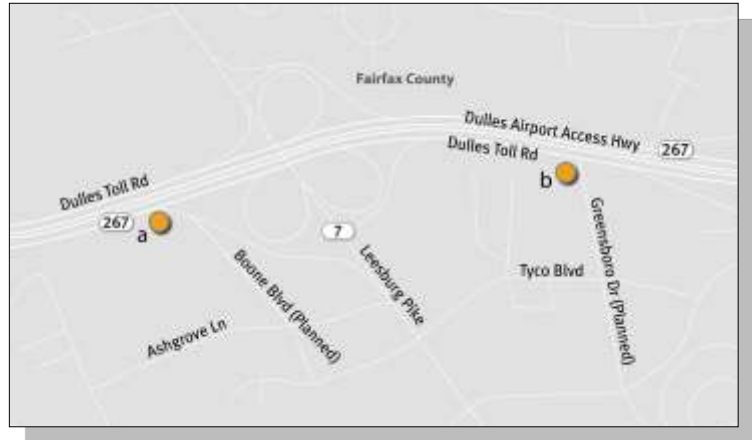 Fairfax County
Dulles Airport Access Hwy
267
Dulles Toll Rd
b
Dulles Toll Rd
267
a
7
Greensboro Dr (Planned)
Boone Blvd (Planned)
Leesburg Pike
Tyco Blvd
Ashgrove Ln